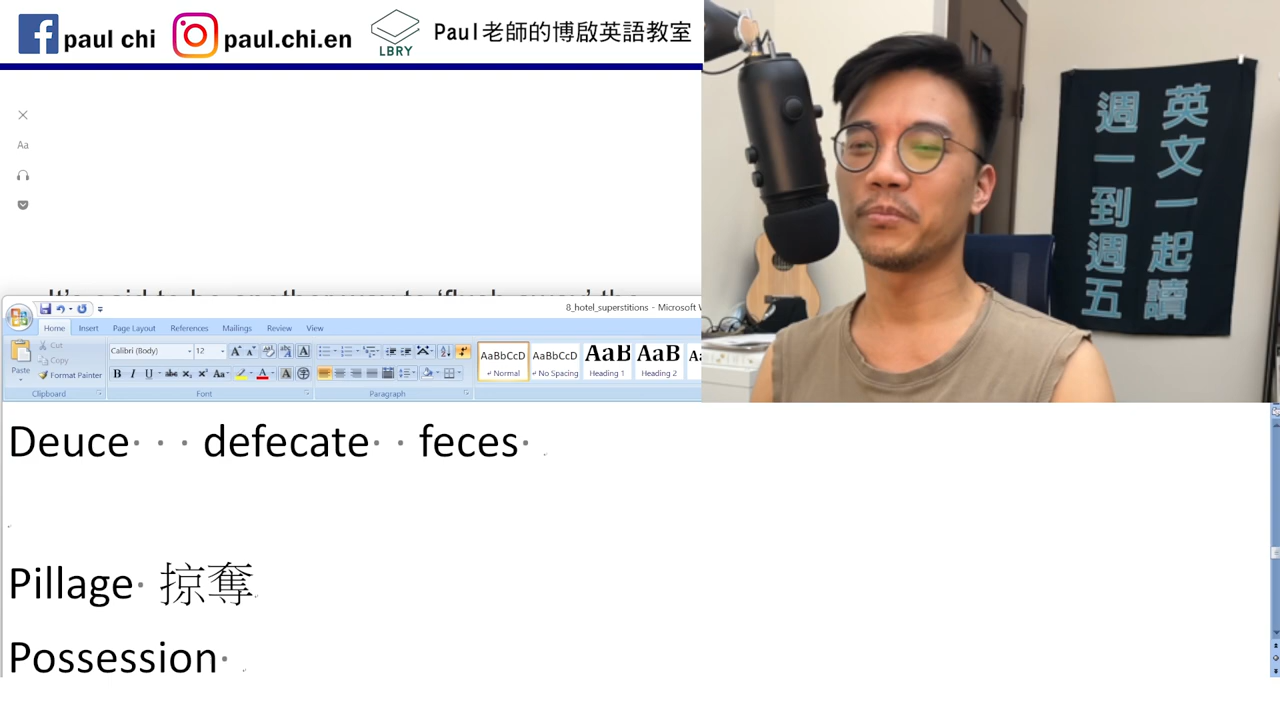 paul chi
paul.chi.en
LBRY
Paul老師的博啟英語教室
英文一起讀
週一到週五
Aa
8_hotel_superstitions - Microsoft W
Home Insert Page Layout References Mailings Review View
Paste
Cut
Copy
Format Painter
Clipboard
Calibri (Body) 12
Font
Paragraph
AaBbCcD AaBbCcD AaB AaB
Normal No Spacing Heading 1 Heading 2
Deuce defecate feces
Pillage 掠奪
Possession